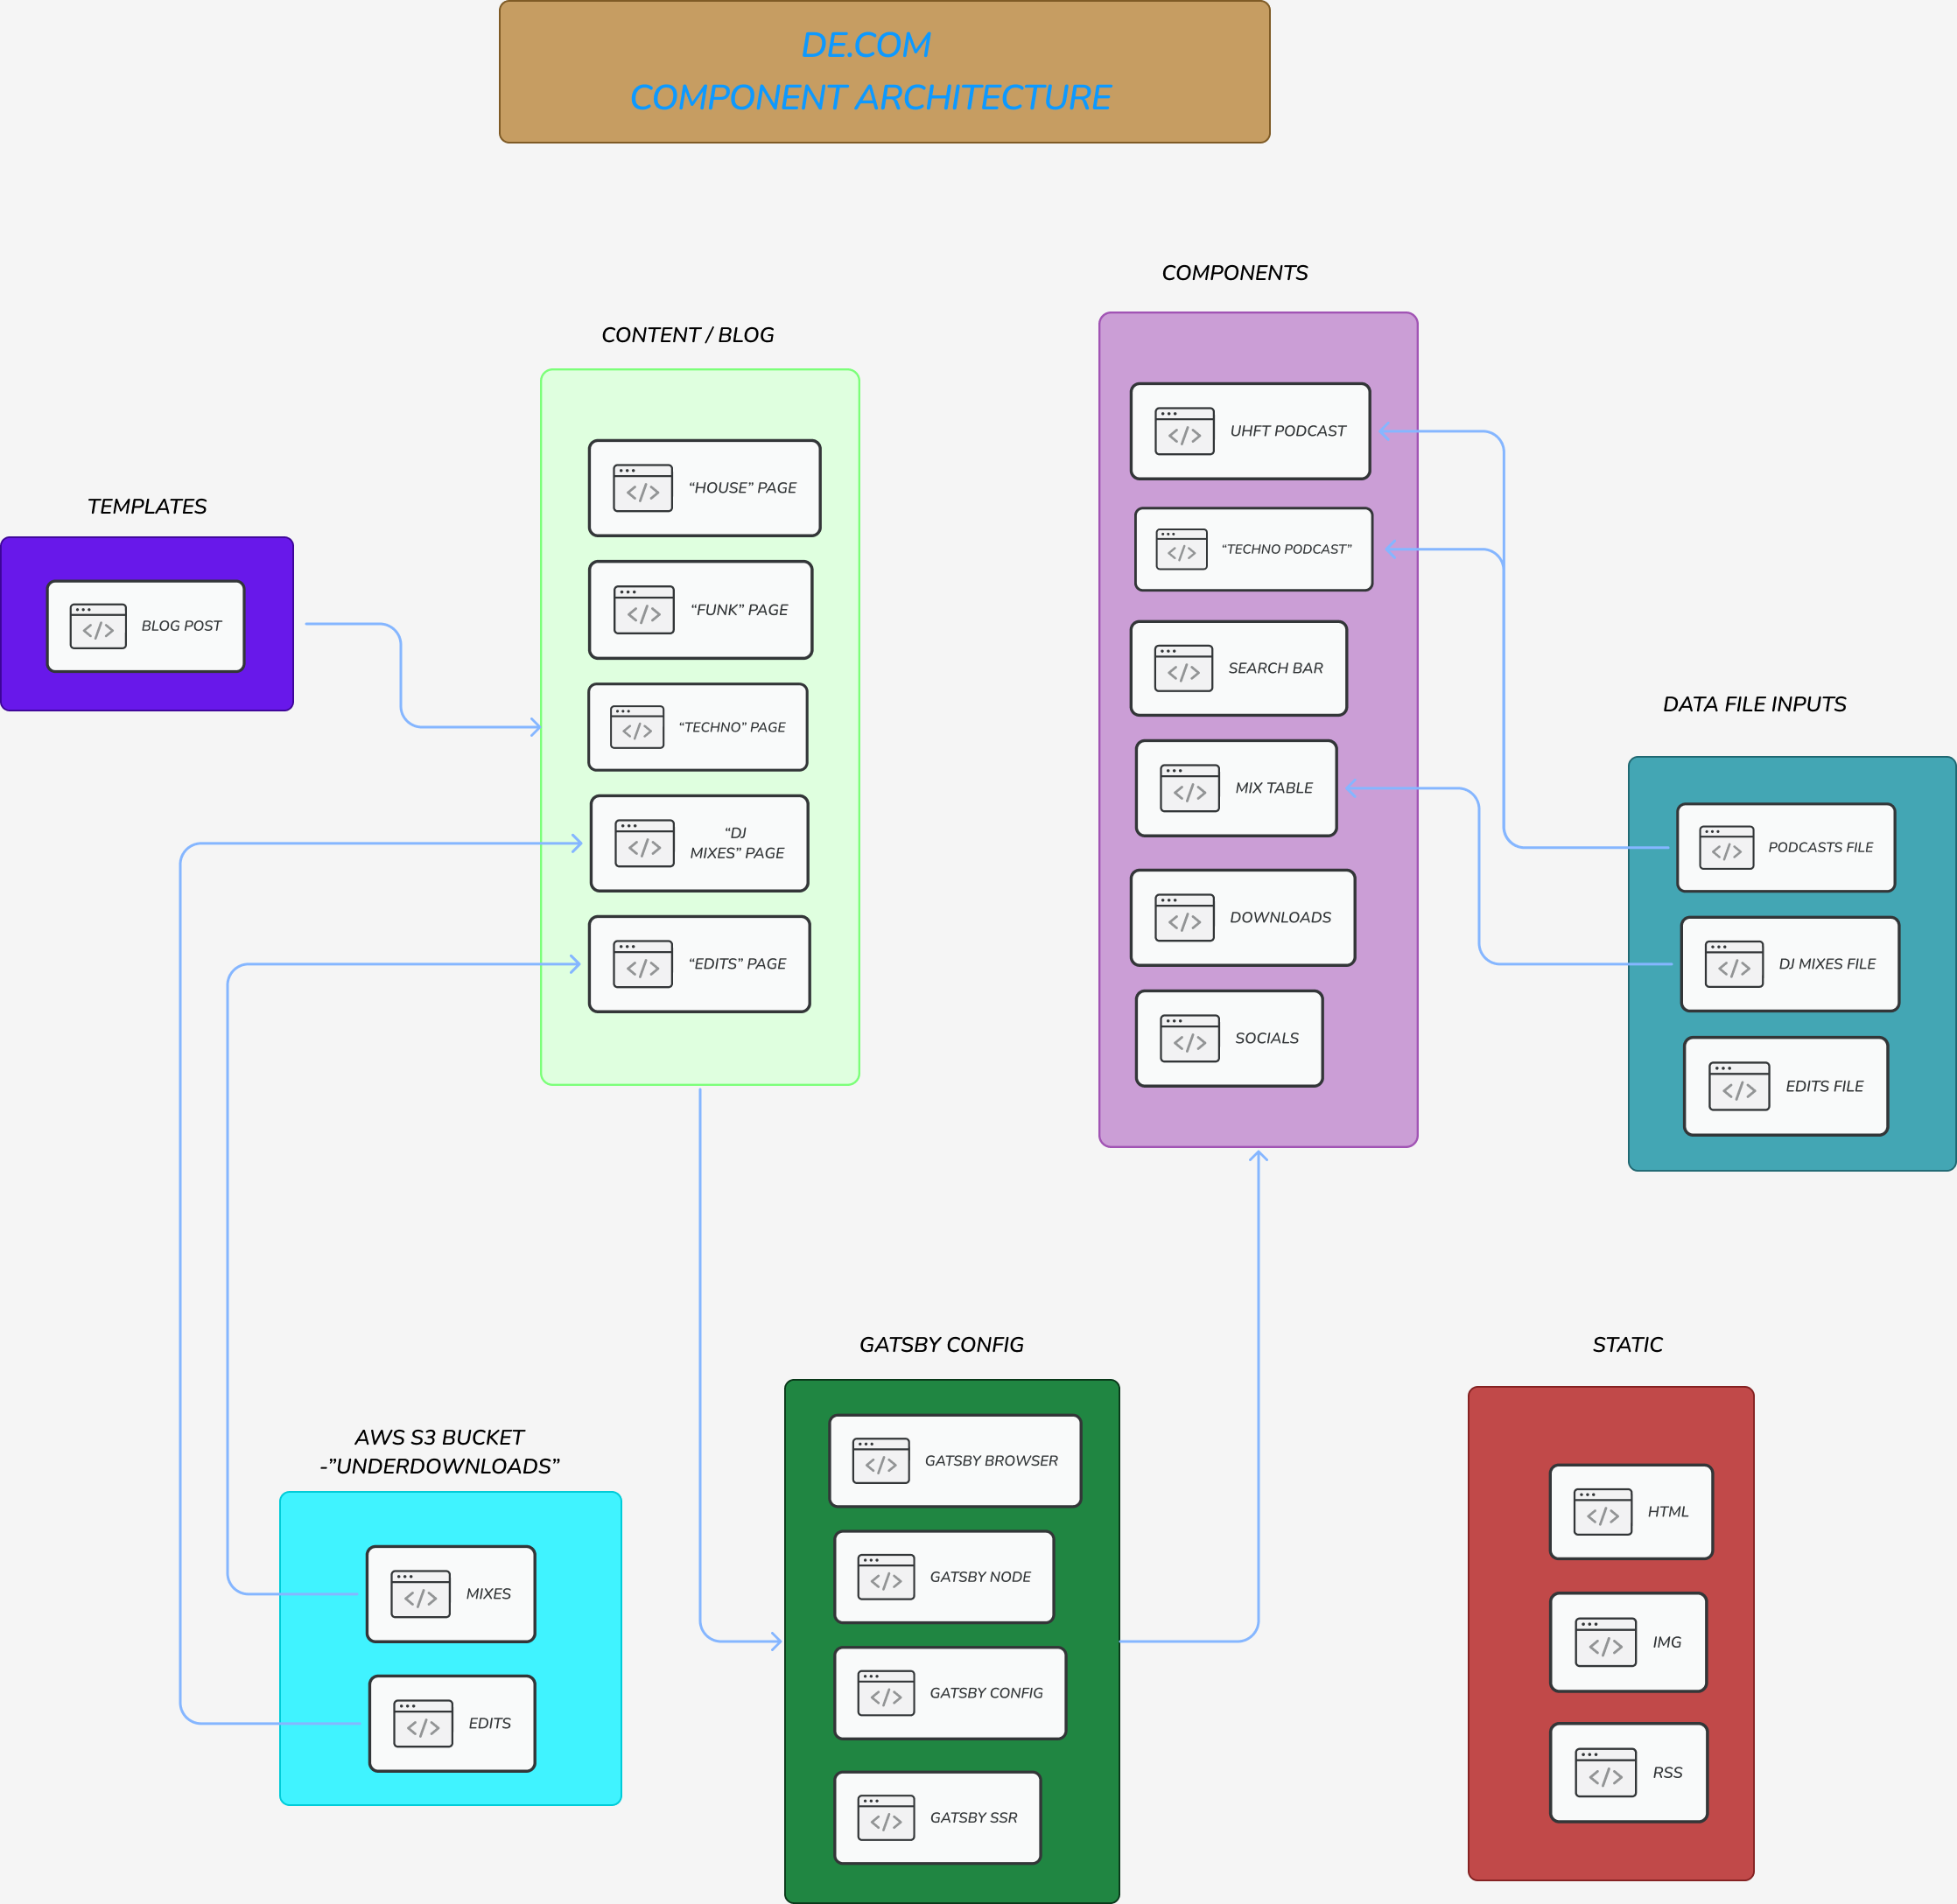 DE.COM
COMPONENT ARCHITECTURE
COMPONENTS
UHFT PODCAST
“TECHNO PODCAST”
SEARCH BAR
MIX TABLE
DOWNLOADS
SOCIALS
CONTENT / BLOG
“HOUSE” PAGE
“FUNK” PAGE
“TECHNO” PAGE
“DJ
MIXES” PAGE
“EDITS” PAGE
TEMPLATES
BLOG POST
DATA FILE INPUTS
PODCASTS FILE
DJ MIXES FILE
EDITS FILE
GATSBY CONFIG
GATSBY BROWSER
GATSBY NODE
GATSBY CONFIG
GATSBY SSR
STATIC
HTML
IMG
RSS
AWS S3 BUCKET
-”UNDERDOWNLOADS”
MIXES
EDITS